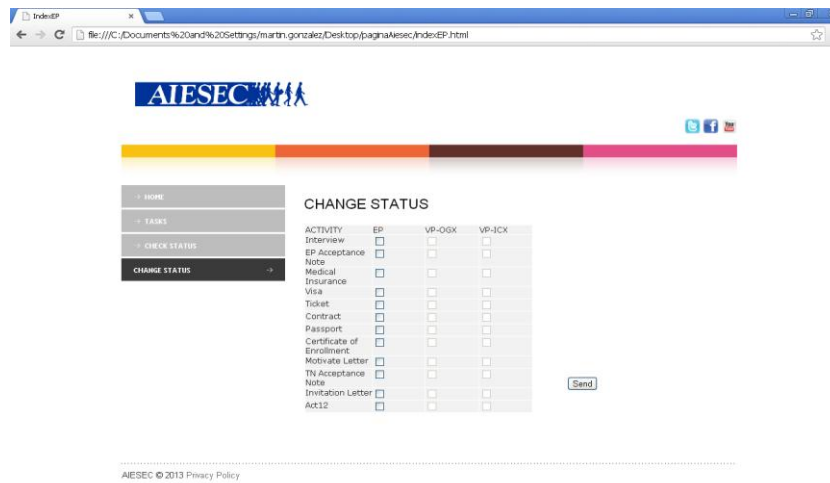 IndexEP
file:///C:/Documents%20and%20Settings/martin.gonzalez/Desktop/paginaAiesec/indexEP.html
AIESEC
HOME
TASKS
CHECK STATUS
CHANGE STATUS
CHANGE STATUS
ACTIVITY EP VP-OGX VP-ICX
Interview
EP Acceptance
Note
Medical
Insurance
Visa
Ticket
Contract
Passport
Certificate of
Enrollment
Motivate Letter
TN Acceptance
Note
Invitation Letter
Act12
Send
AIESEC © 2013 Privacy Policy